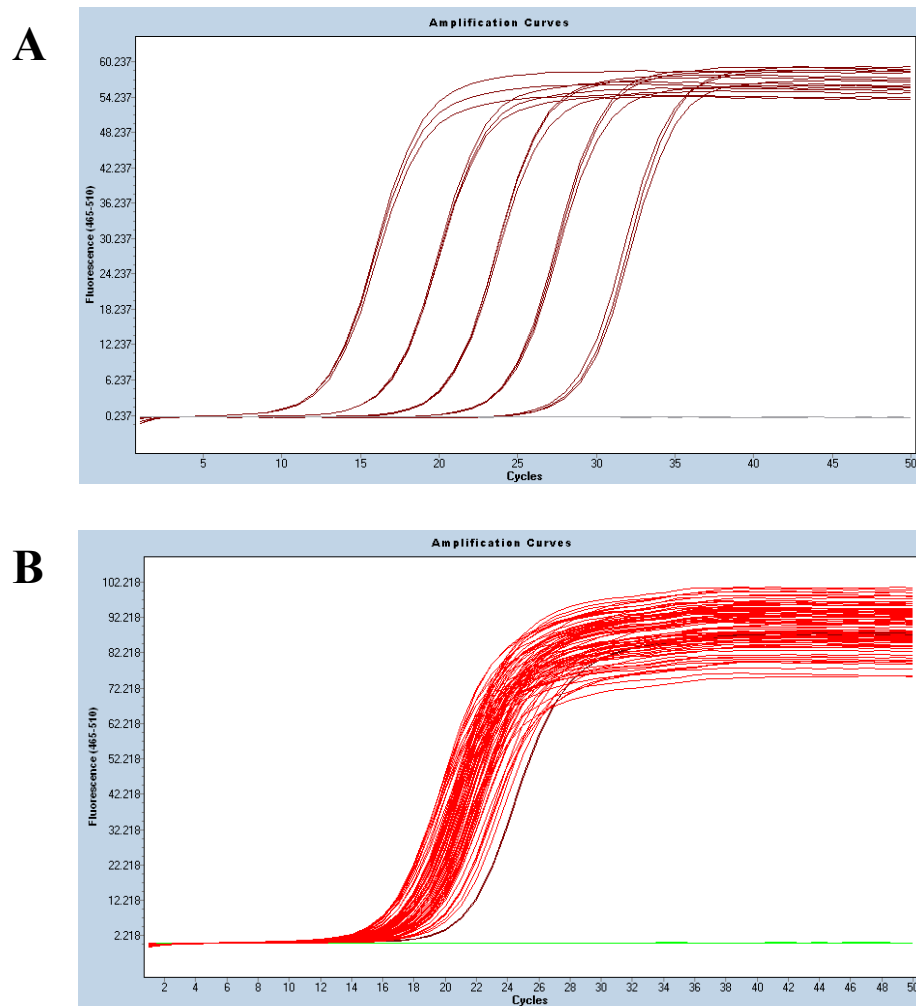 A
Amplification Curves
60.237
54.237
48.237
42.237
36.237
30.237
24.237
18.237
12.237
6.237
0.237
Fluorescence (465-510)
5 10 15 20 25 30 35 40 45 50
Cycles
B
Amplification Curves
102.218
92.218
82.218
72.218
62.218
52.218
42.218
32.218
22.218
12.218
2.218
Fluorescence (465-510)
2 4 6 8 10 12 14 16 18 20 22 24 26 28 30 32 34 36 38 40 42 44 46 48 50
Cycles